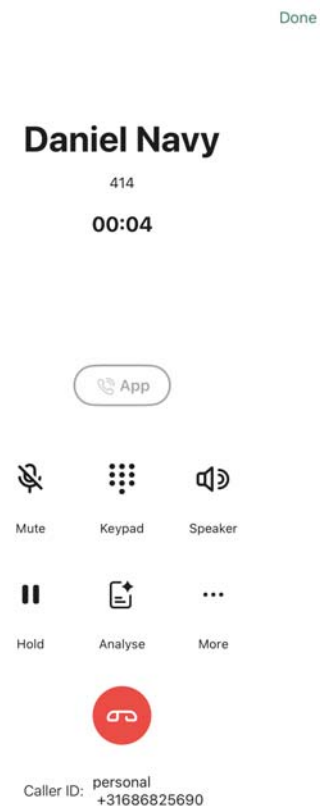 Done
Daniel Navy
414
00:04
App
Mute Keypad Speaker
Hold Analyse More
Caller ID: personal
+31686825690